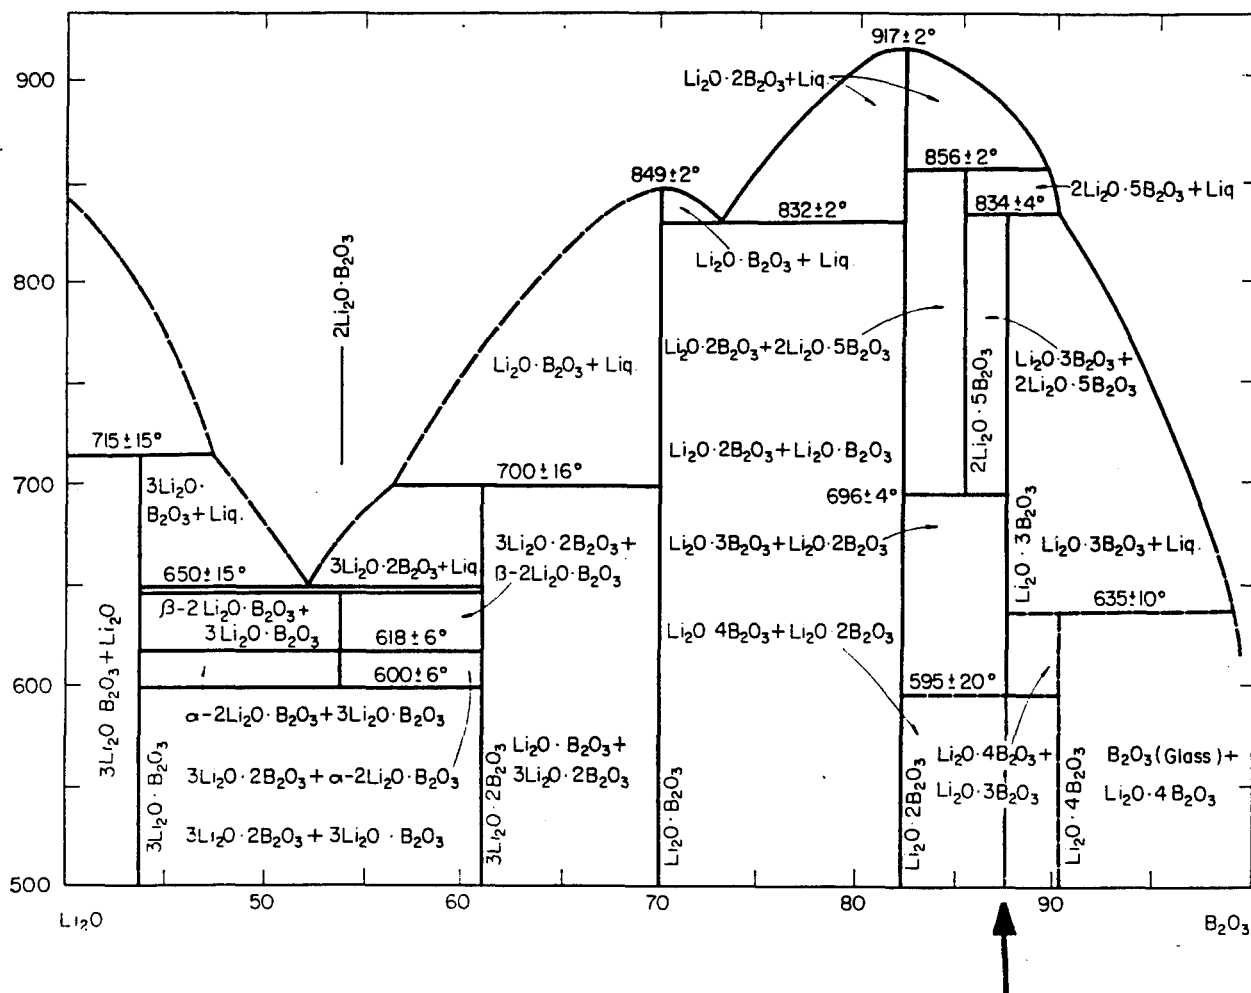 917±2°
900
Li₂O·2B₂O₃+Liq.
856±2°
849±2°
2Li₂O·5B₂O₃+Liq
834±4°
832±2°
2Li₂O·B₂O₃
Li₂O·B₂O₃ + Liq.
800
Li₂O·2B₂O₃+2Li₂O·5B₂O₃
Li₂O·B₂O₃+Liq.
Li₂O·3B₂O₃+
2Li₂O·5B₂O₃
2Li₂O·5B₂O₃
715±15°
Li₂O·2B₂O₃+Li₂O·B₂O₃
700±16°
700
3Li₂O·
B₂O₃+Liq.
696±4°
Li₂O·3B₂O₃
3Li₂O·2B₂O₃+
β-2Li₂O·B₂O₃
Li₂O·3B₂O₃+Li₂O·2B₂O₃
Li₂O·3B₂O₃+Liq.
650±15°
3Li₂O·2B₂O₃+Liq
β-2Li₂O·B₂O₃+
3Li₂O·B₂O₃
635±10°
618±6°
Li₂O 4B₂O₃+Li₂O·2B₂O₃
600
600±6°
595±20°
3Li₂O B₂O₃+Li₂O
α-2Li₂O·B₂O₃+3Li₂O·B₂O₃
Li₂O·B₂O₃+
3Li₂O·2B₂O₃
Li₂O·4B₂O₃+
Li₂O·3B₂O₃
B₂O₃(Glass)+
Li₂O·4B₂O₃
3Li₂O·2B₂O₃+α-2Li₂O·B₂O₃
3Li₂O·2B₂O₃+3Li₂O·B₂O₃
3Li₂O·B₂O₃
3Li₂O·2B₂O₃
Li₂O·B₂O₃
Li₂O·2B₂O₃
Li₂O·4B₂O₃
500
Li₂O
50
60
70
80
90
B₂O₃